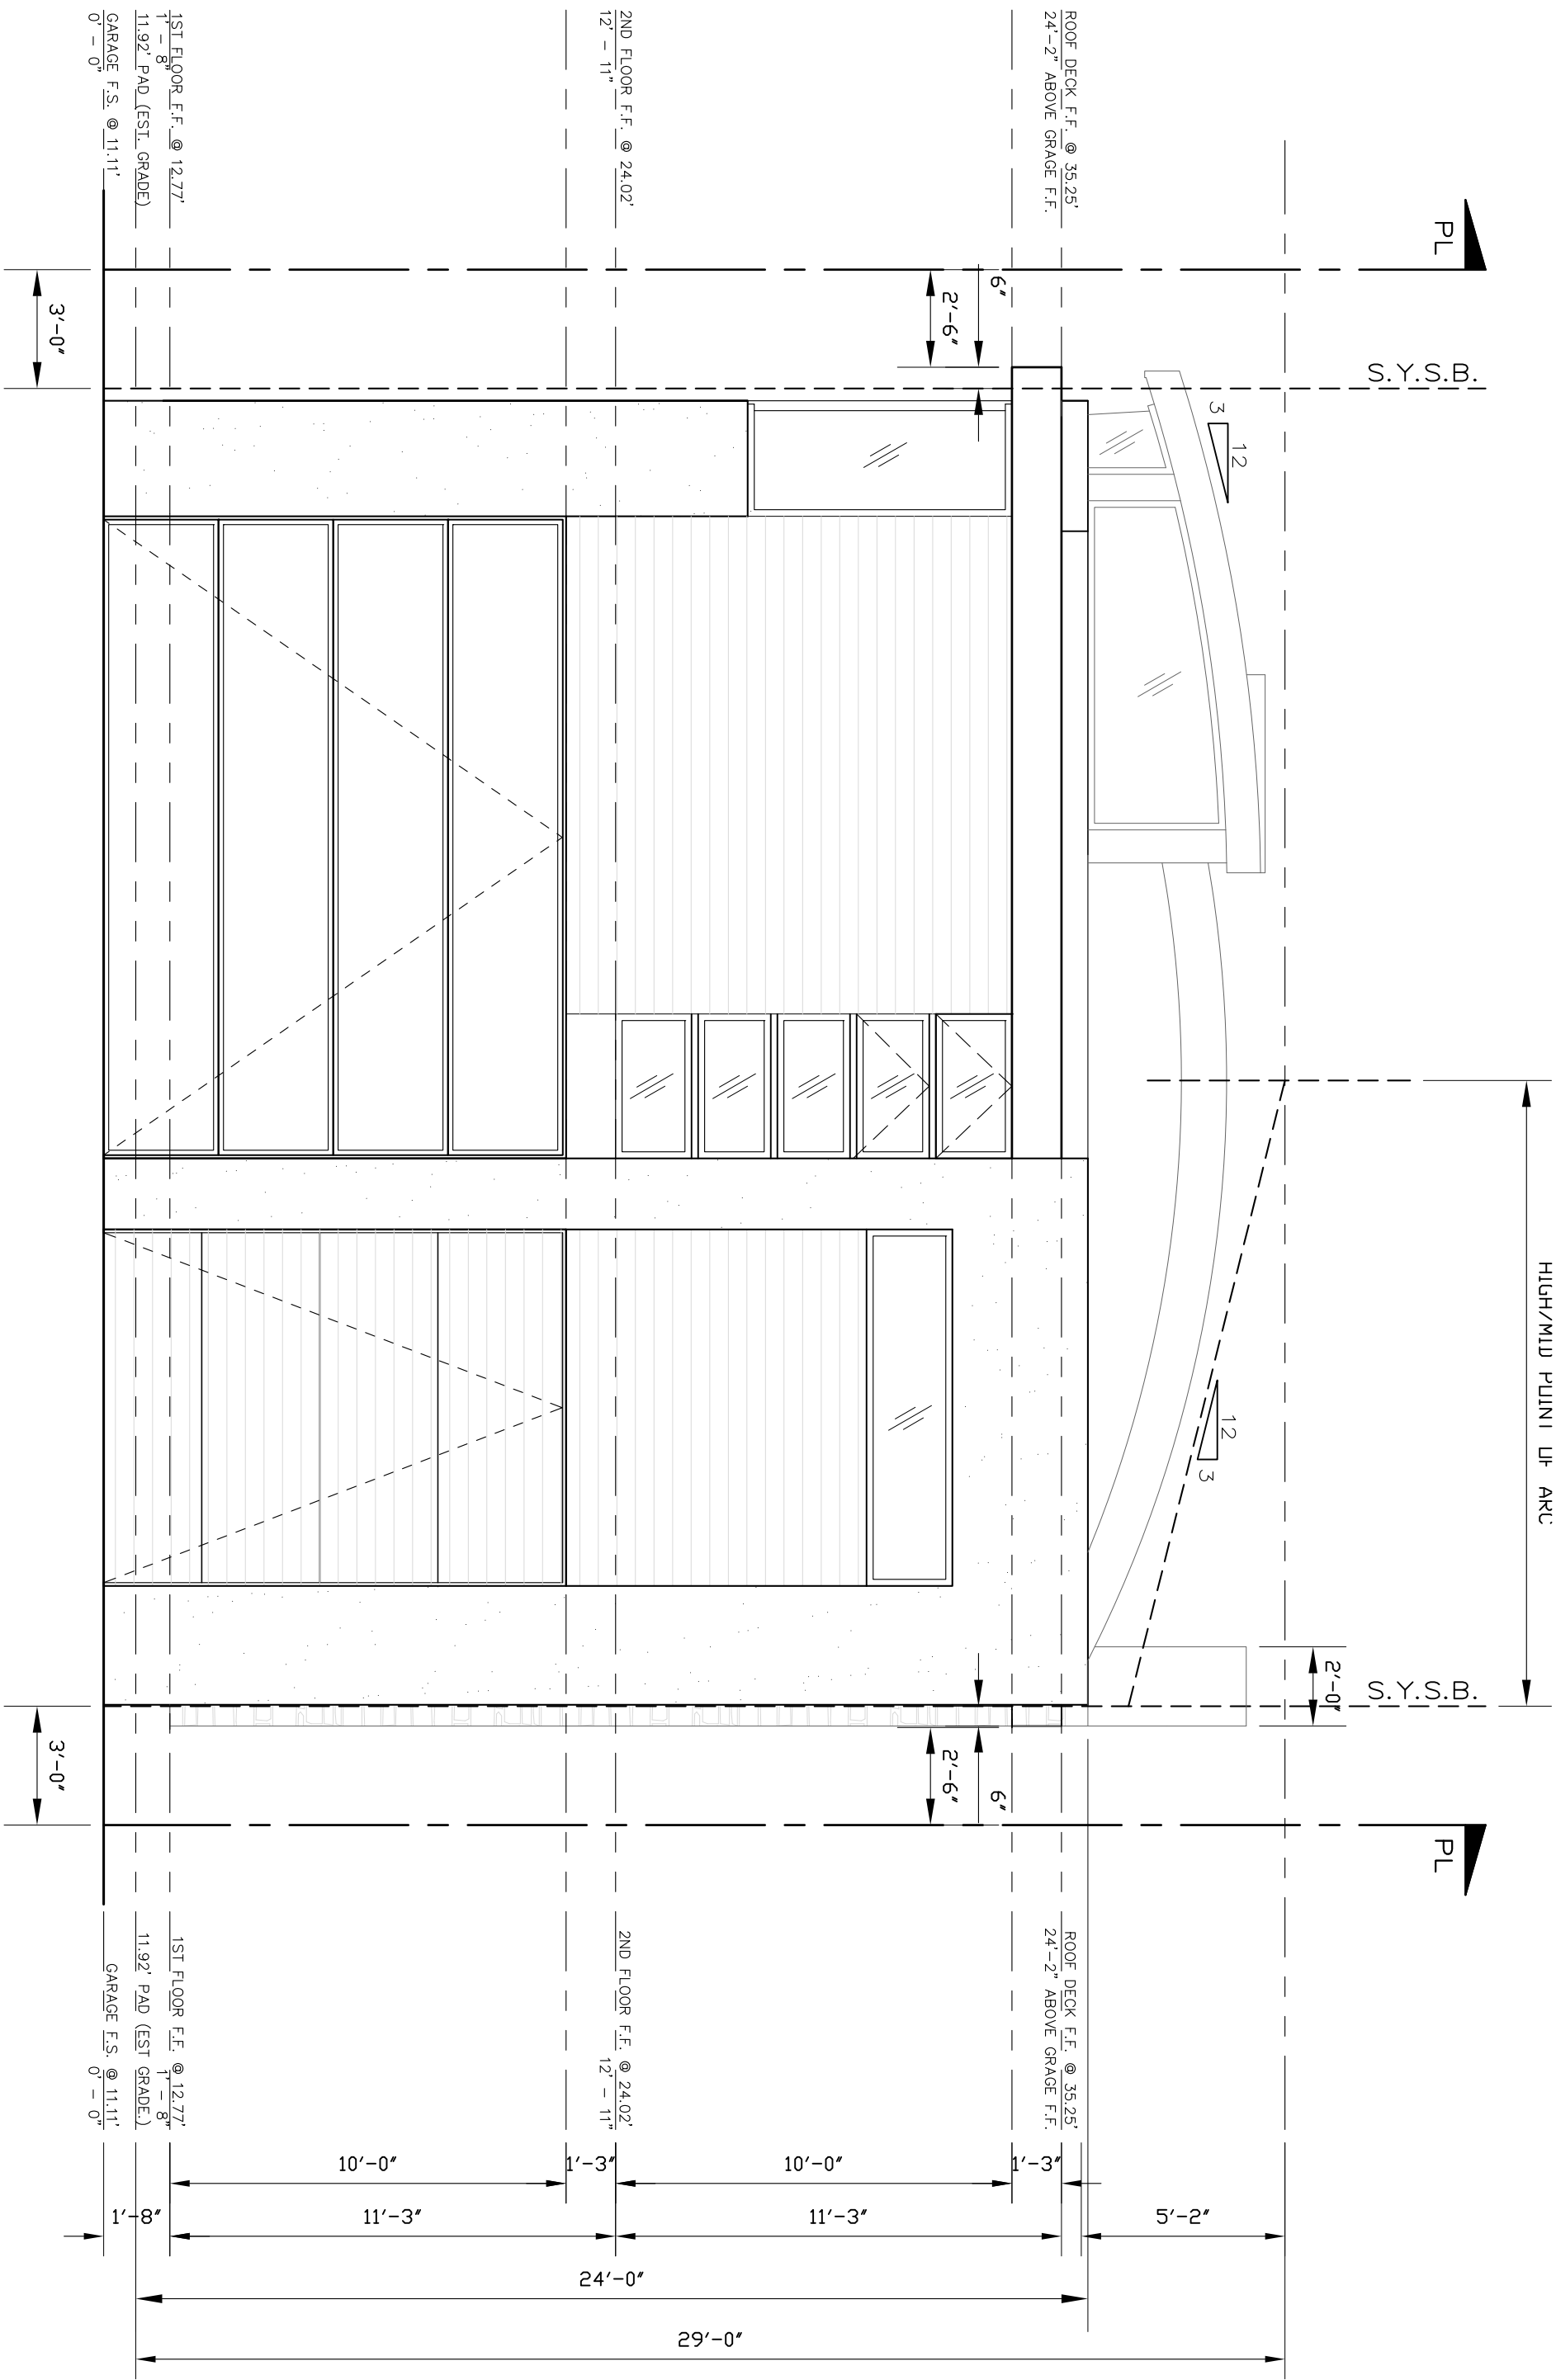 PL
PL
HIGH/MID POINT OF ARC
S.Y.S.B.
S.Y.S.B.
2'-0"
3
12
12
3
ROOF DECK F.F. @ 35.25'
24'-2" ABOVE GRAGE F.F.
6"
2'-6"
6"
2'-6"
ROOF DECK F.F. @ 35.25'
24'-2" ABOVE GRAGE F.F.
2ND FLOOR F.F. @ 24.02'
12' - 11"
2ND FLOOR F.F. @ 24.02'
12' - 11"
1ST FLOOR F.F. @ 12.77'
1' - 8"
11.92' PAD (EST. GRADE)
GARAGE F.S. @ 11.11'
0' - 0"
3'-0"
3'-0"
1ST FLOOR F.F. @ 12.77'
1' - 8"
11.92' PAD (EST GRADE.)
GARAGE F.S. @ 11.11'
0' - 0"
10'-0"
1'-3"
10'-0"
1'-3"
1'-8"
11'-3"
11'-3"
5'-2"
24'-0"
29'-0"